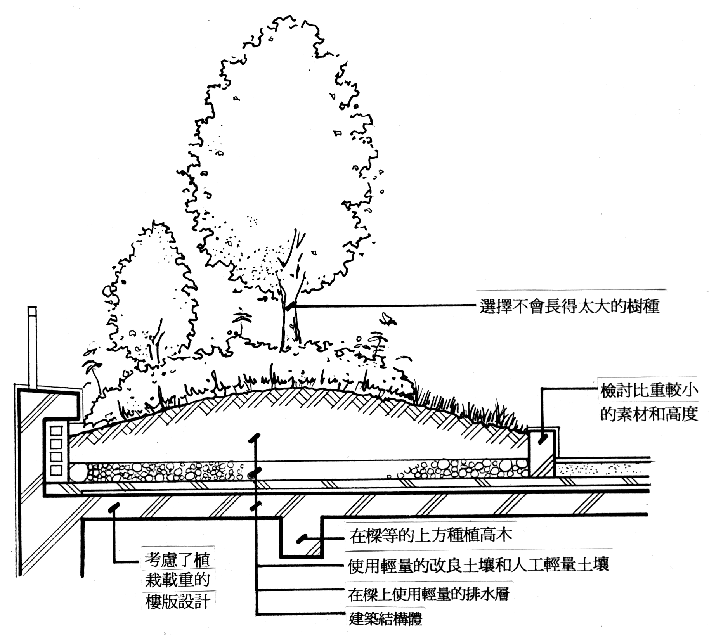 選擇不會長得太大的樹種
檢討比重較小
的素材和高度
在樑等的上方種植高木
考慮了植
栽載重的
樓版設計
使用輕量的改良土壤和人工輕量土壤
在樑上使用輕量的排水層
建築結構體